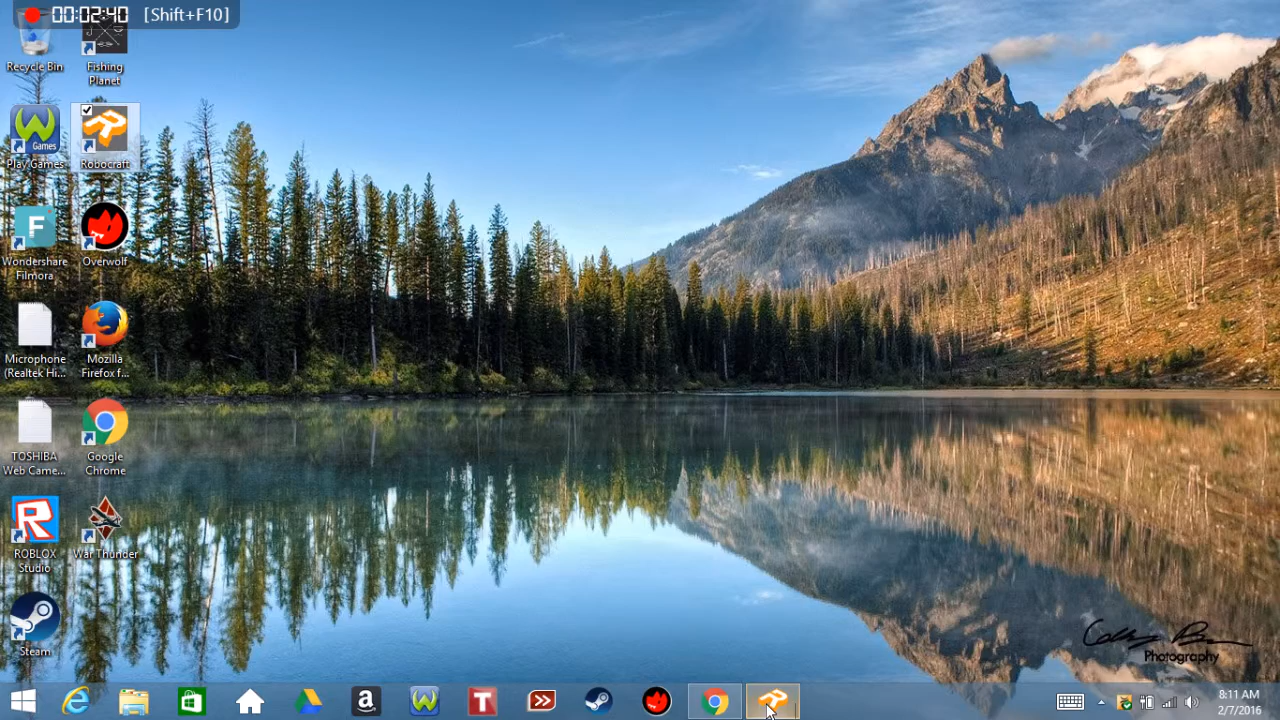 00:02:40 [Shift+F10]
Recycle Bin
Fishing
Planet
Games
Play Games
Robocraft
F
Wondershare
Filmora
Overwolf
Microphone
(Realtek Hi...
Mozilla
Firefox f...
TOSHIBA
Web Came...
Google
Chrome
R
ROBLOX
Studio
War Thunder
Steam
Photography
a
T
8:11 AM
2/7/2016